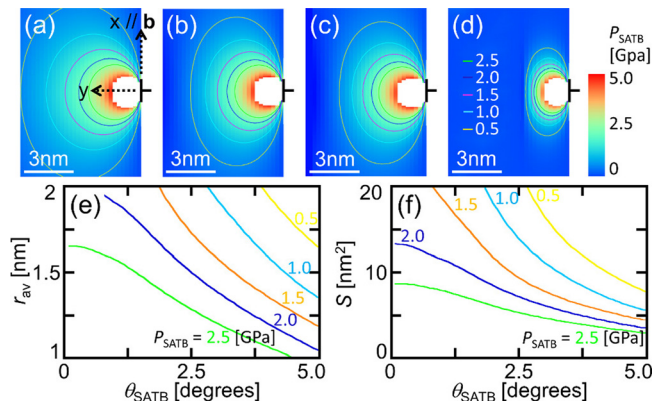 (a) x // b
y
3nm
(b)
3nm
(c)
3nm
(d)
2.5
2.0
1.5
1.0
0.5
3nm
P_SATB
[Gpa]
5.0
2.5
0
(e)
2
1.5
1
r_av [nm]
0.5
1.0
1.5
2.0
P_SATB = 2.5 [GPa]
0 2.5 5.0
θ_SATB [degrees]
(f)
20
10
0
S [nm²]
0.5
1.0
1.5
2.0
P_SATB = 2.5 [GPa]
0 2.5 5.0
θ_SATB [degrees]